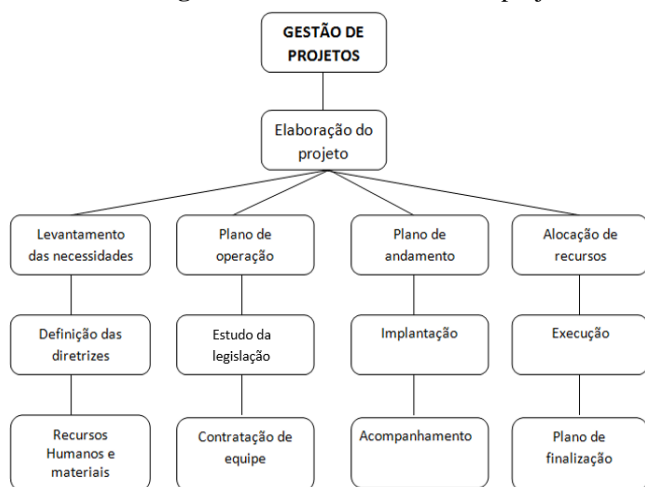 GESTÃO DE
PROJETOS
Elaboração do
projeto
Levantamento
das necessidades
Plano de
operação
Plano de
andamento
Alocação de
recursos
Definição das
diretrizes
Estudo da
legislação
Implantação
Execução
Recursos
Humanos e
materiais
Contratação de
equipe
Acompanhamento
Plano de
finalização